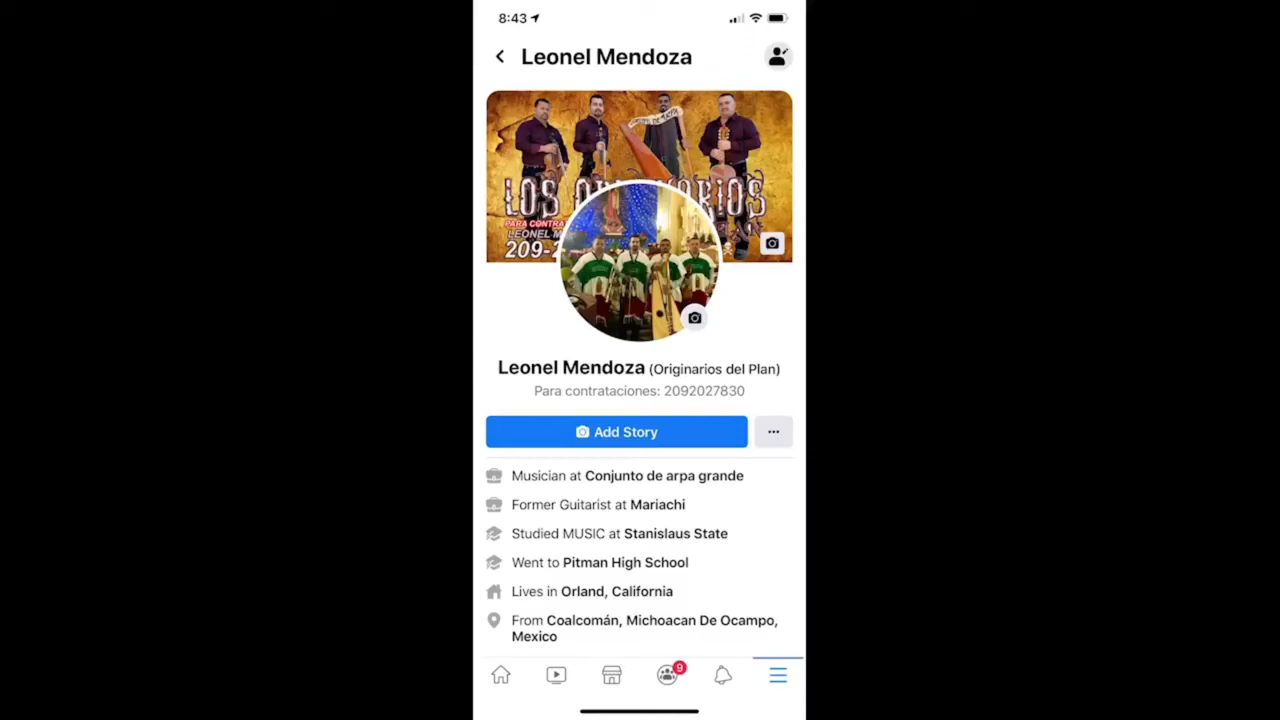 8:43
Leonel Mendoza
LOS
PARA CONTRA
LEONEL M
209-2
Leonel Mendoza (Originarios del Plan)
Para contrataciones: 2092027830
Add Story
Musician at Conjunto de arpa grande
Former Guitarist at Mariachi
Studied MUSIC at Stanislaus State
Went to Pitman High School
Lives in Orland, California
From Coalcomán, Michoacan De Ocampo,
Mexico
9